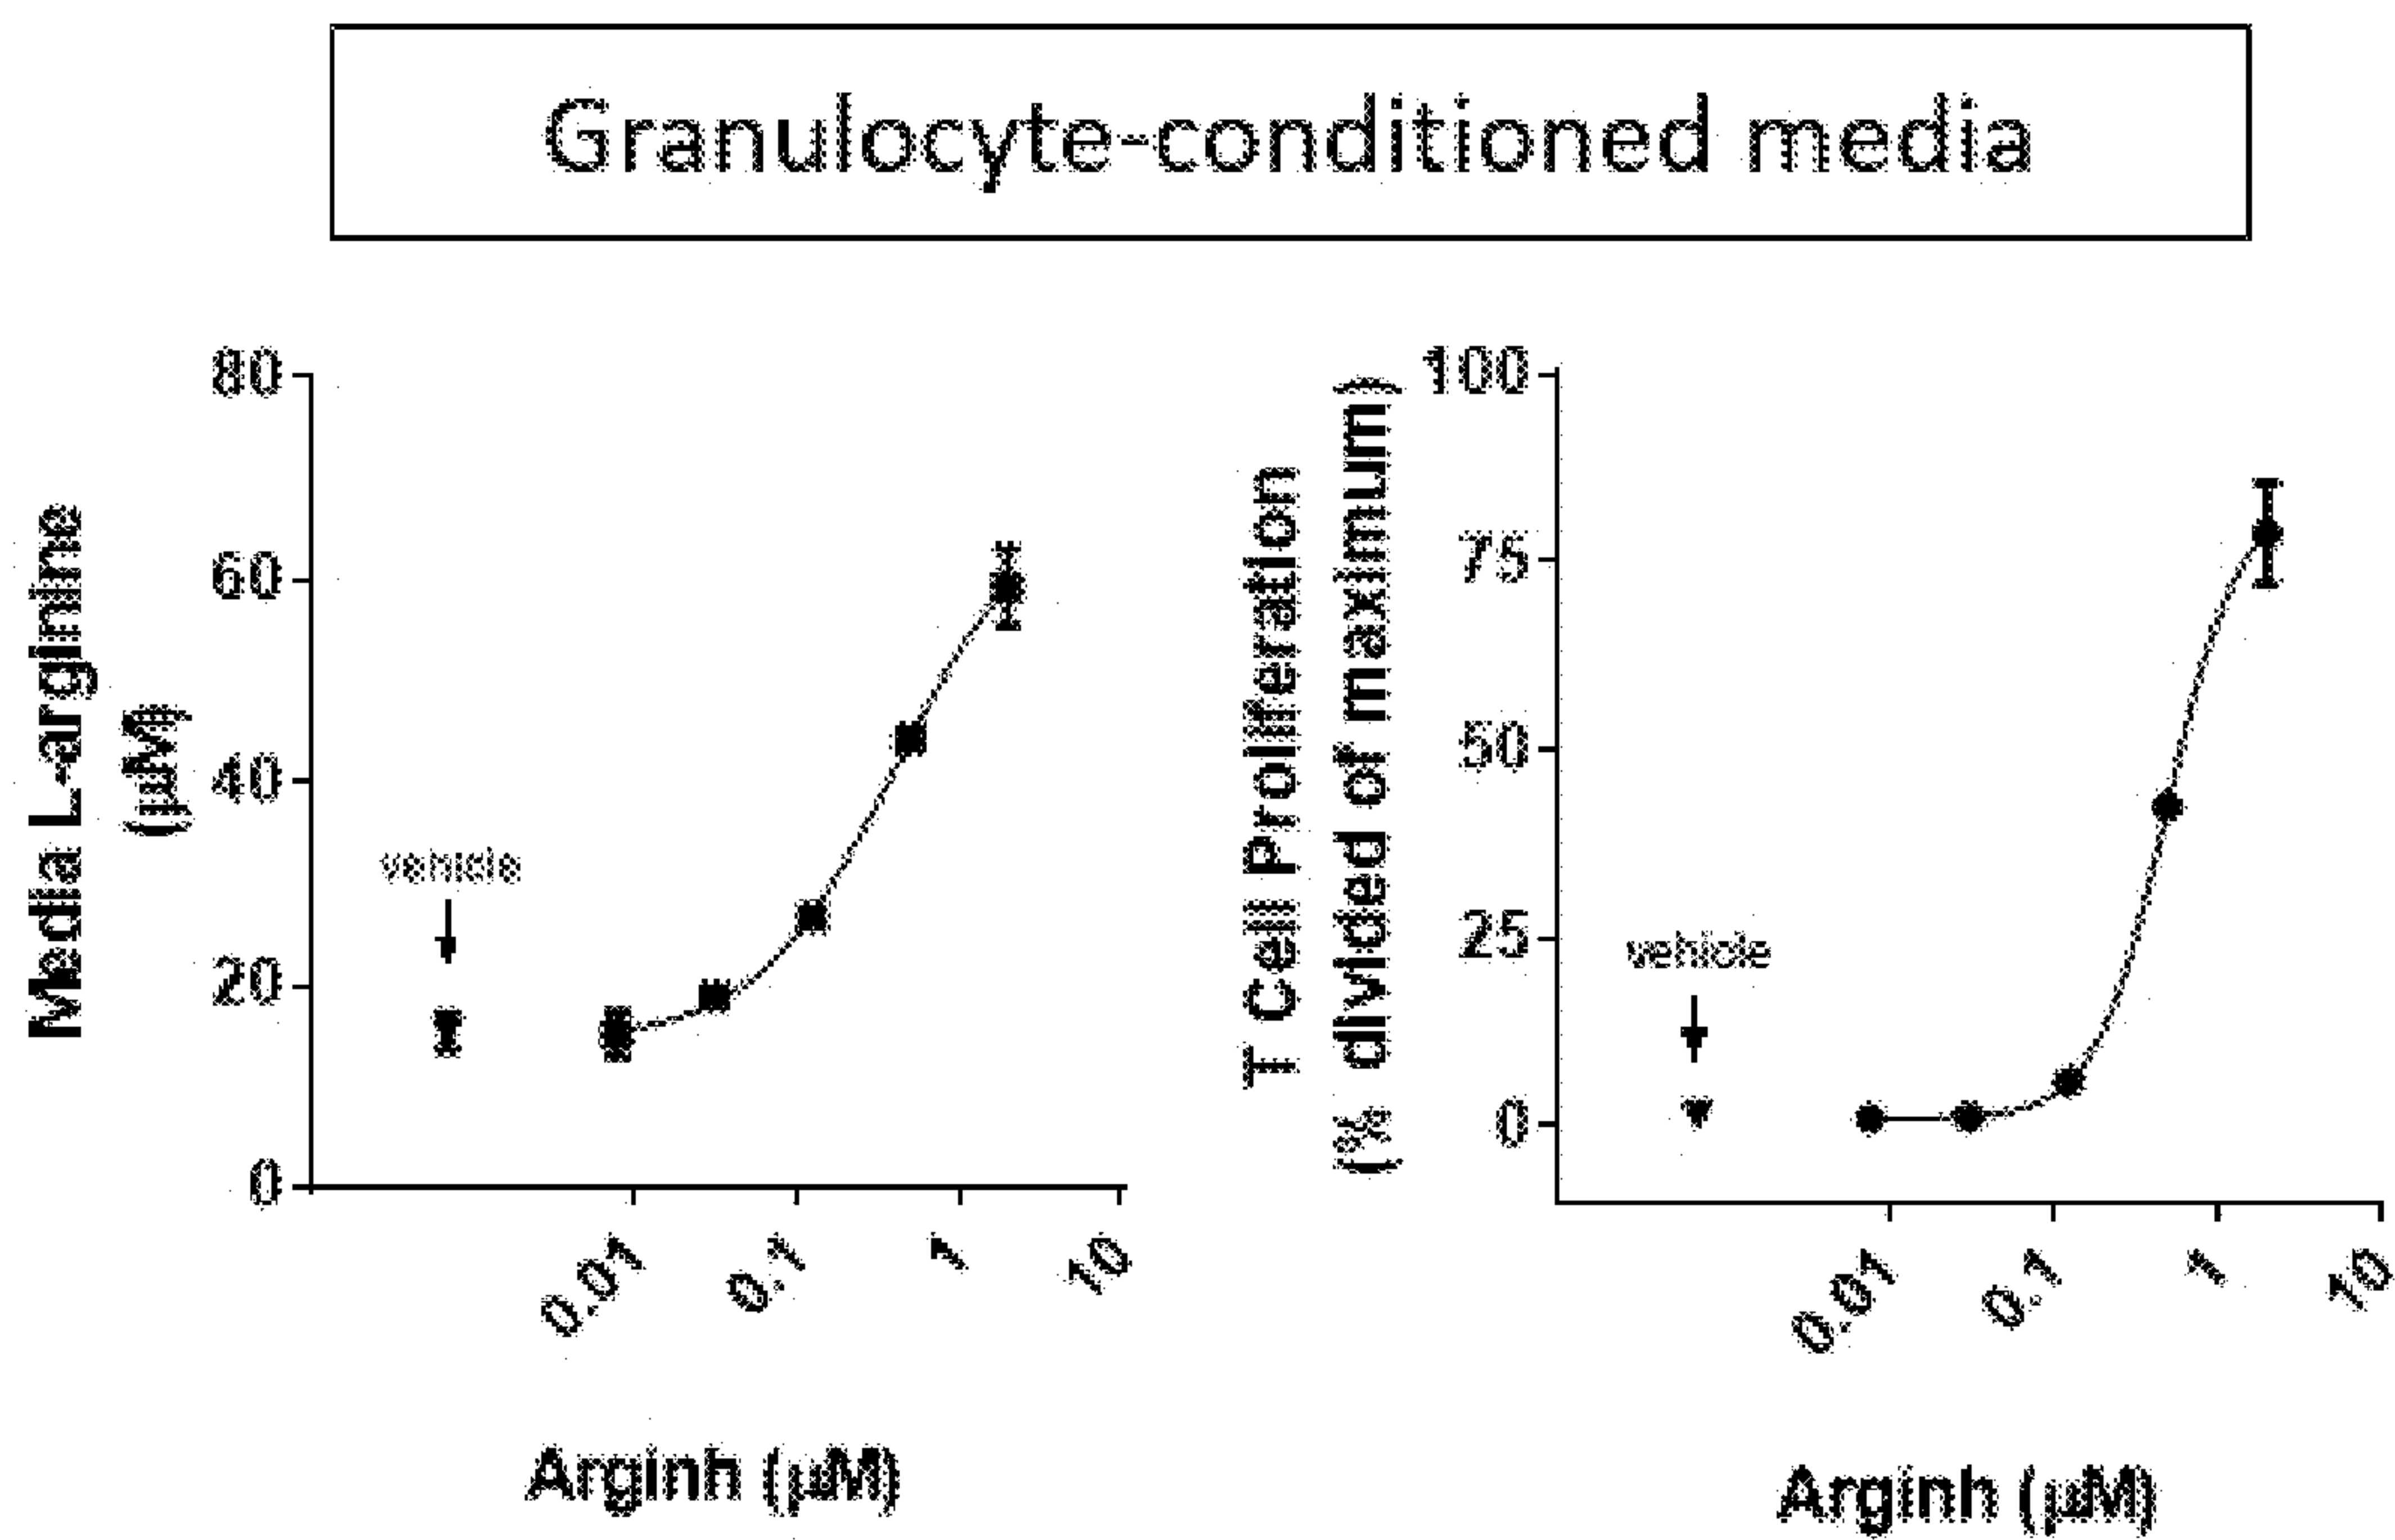 Granulocyte-conditioned media
Media L-arginine
(µM)
80
60
40
20
0
vehicle
0.01
0.1
1
10
Arginh (µM)
T Cell Proliferation
(% divided of maximum)
100
75
50
25
0
vehicle
0.01
0.1
1
10
Arginh (µM)